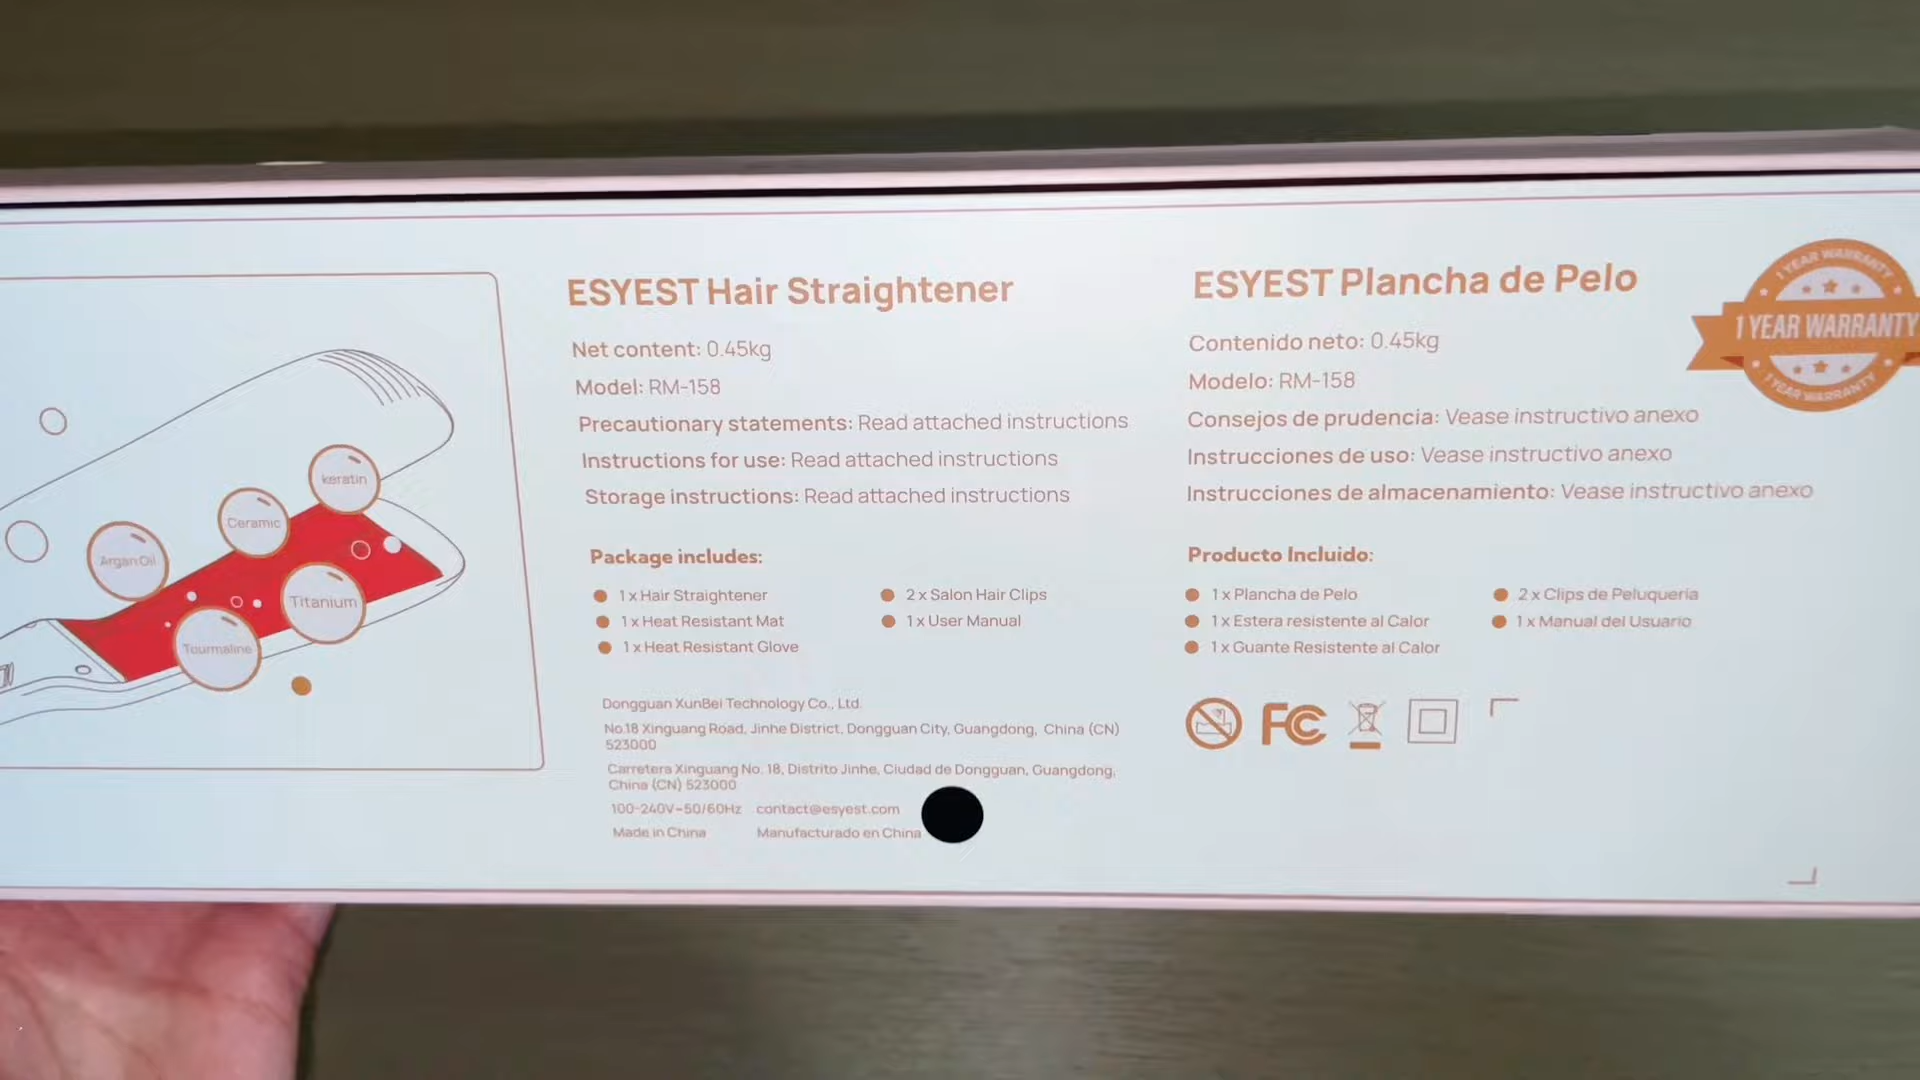 keratin
Ceramic
Argan Oil
Titanium
Tourmaline
ESYEST Hair Straightener
Net content: 0.45kg
Model: RM-158
Precautionary statements: Read attached instructions
Instructions for use: Read attached instructions
Storage instructions: Read attached instructions
Package includes:
1 x Hair Straightener
1 x Heat Resistant Mat
1 x Heat Resistant Glove
2 x Salon Hair Clips
1 x User Manual
Dongguan XunBei Technology Co., Ltd.
No.18 Xinguang Road, Jinhe District, Dongguan City, Guangdong, China (CN)
523000
Carretera Xinguang No. 18, Distrito Jinhe, Ciudad de Dongguan, Guangdong,
China (CN) 523000
100-240V~50/60Hz contact@esyest.com
Made in China Manufacturado en China
ESYEST Plancha de Pelo
Contenido neto: 0.45kg
Modelo: RM-158
Consejos de prudencia: Vease instructivo anexo
Instrucciones de uso: Vease instructivo anexo
Instrucciones de almacenamiento: Vease instructivo anexo
Producto Incluido:
1 x Plancha de Pelo
1 x Estera resistente al Calor
1 x Guante Resistente al Calor
2 x Clips de Peluqueria
1 x Manual del Usuario
FC
1 YEAR WARRANTY
1 YEAR WARRANTY
1 YEAR WARRANTY